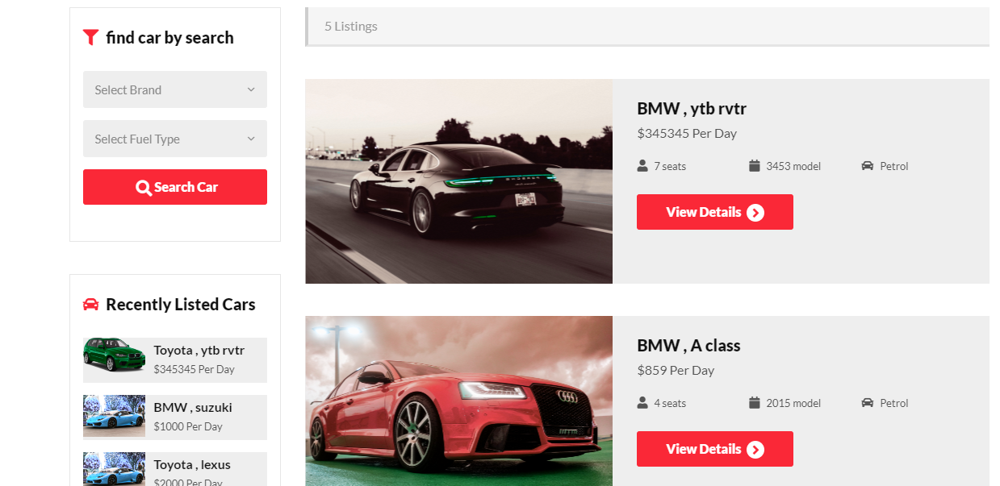 find car by search
Select Brand
Select Fuel Type
Search Car
Recently Listed Cars
Toyota , ytb rvtr
$345345 Per Day
BMW , suzuki
$1000 Per Day
Toyota , lexus
$2000 Per Day
5 Listings
BMW , ytb rvtr
$345345 Per Day
7 seats
3453 model
Petrol
View Details
BMW , A class
$859 Per Day
4 seats
2015 model
Petrol
View Details